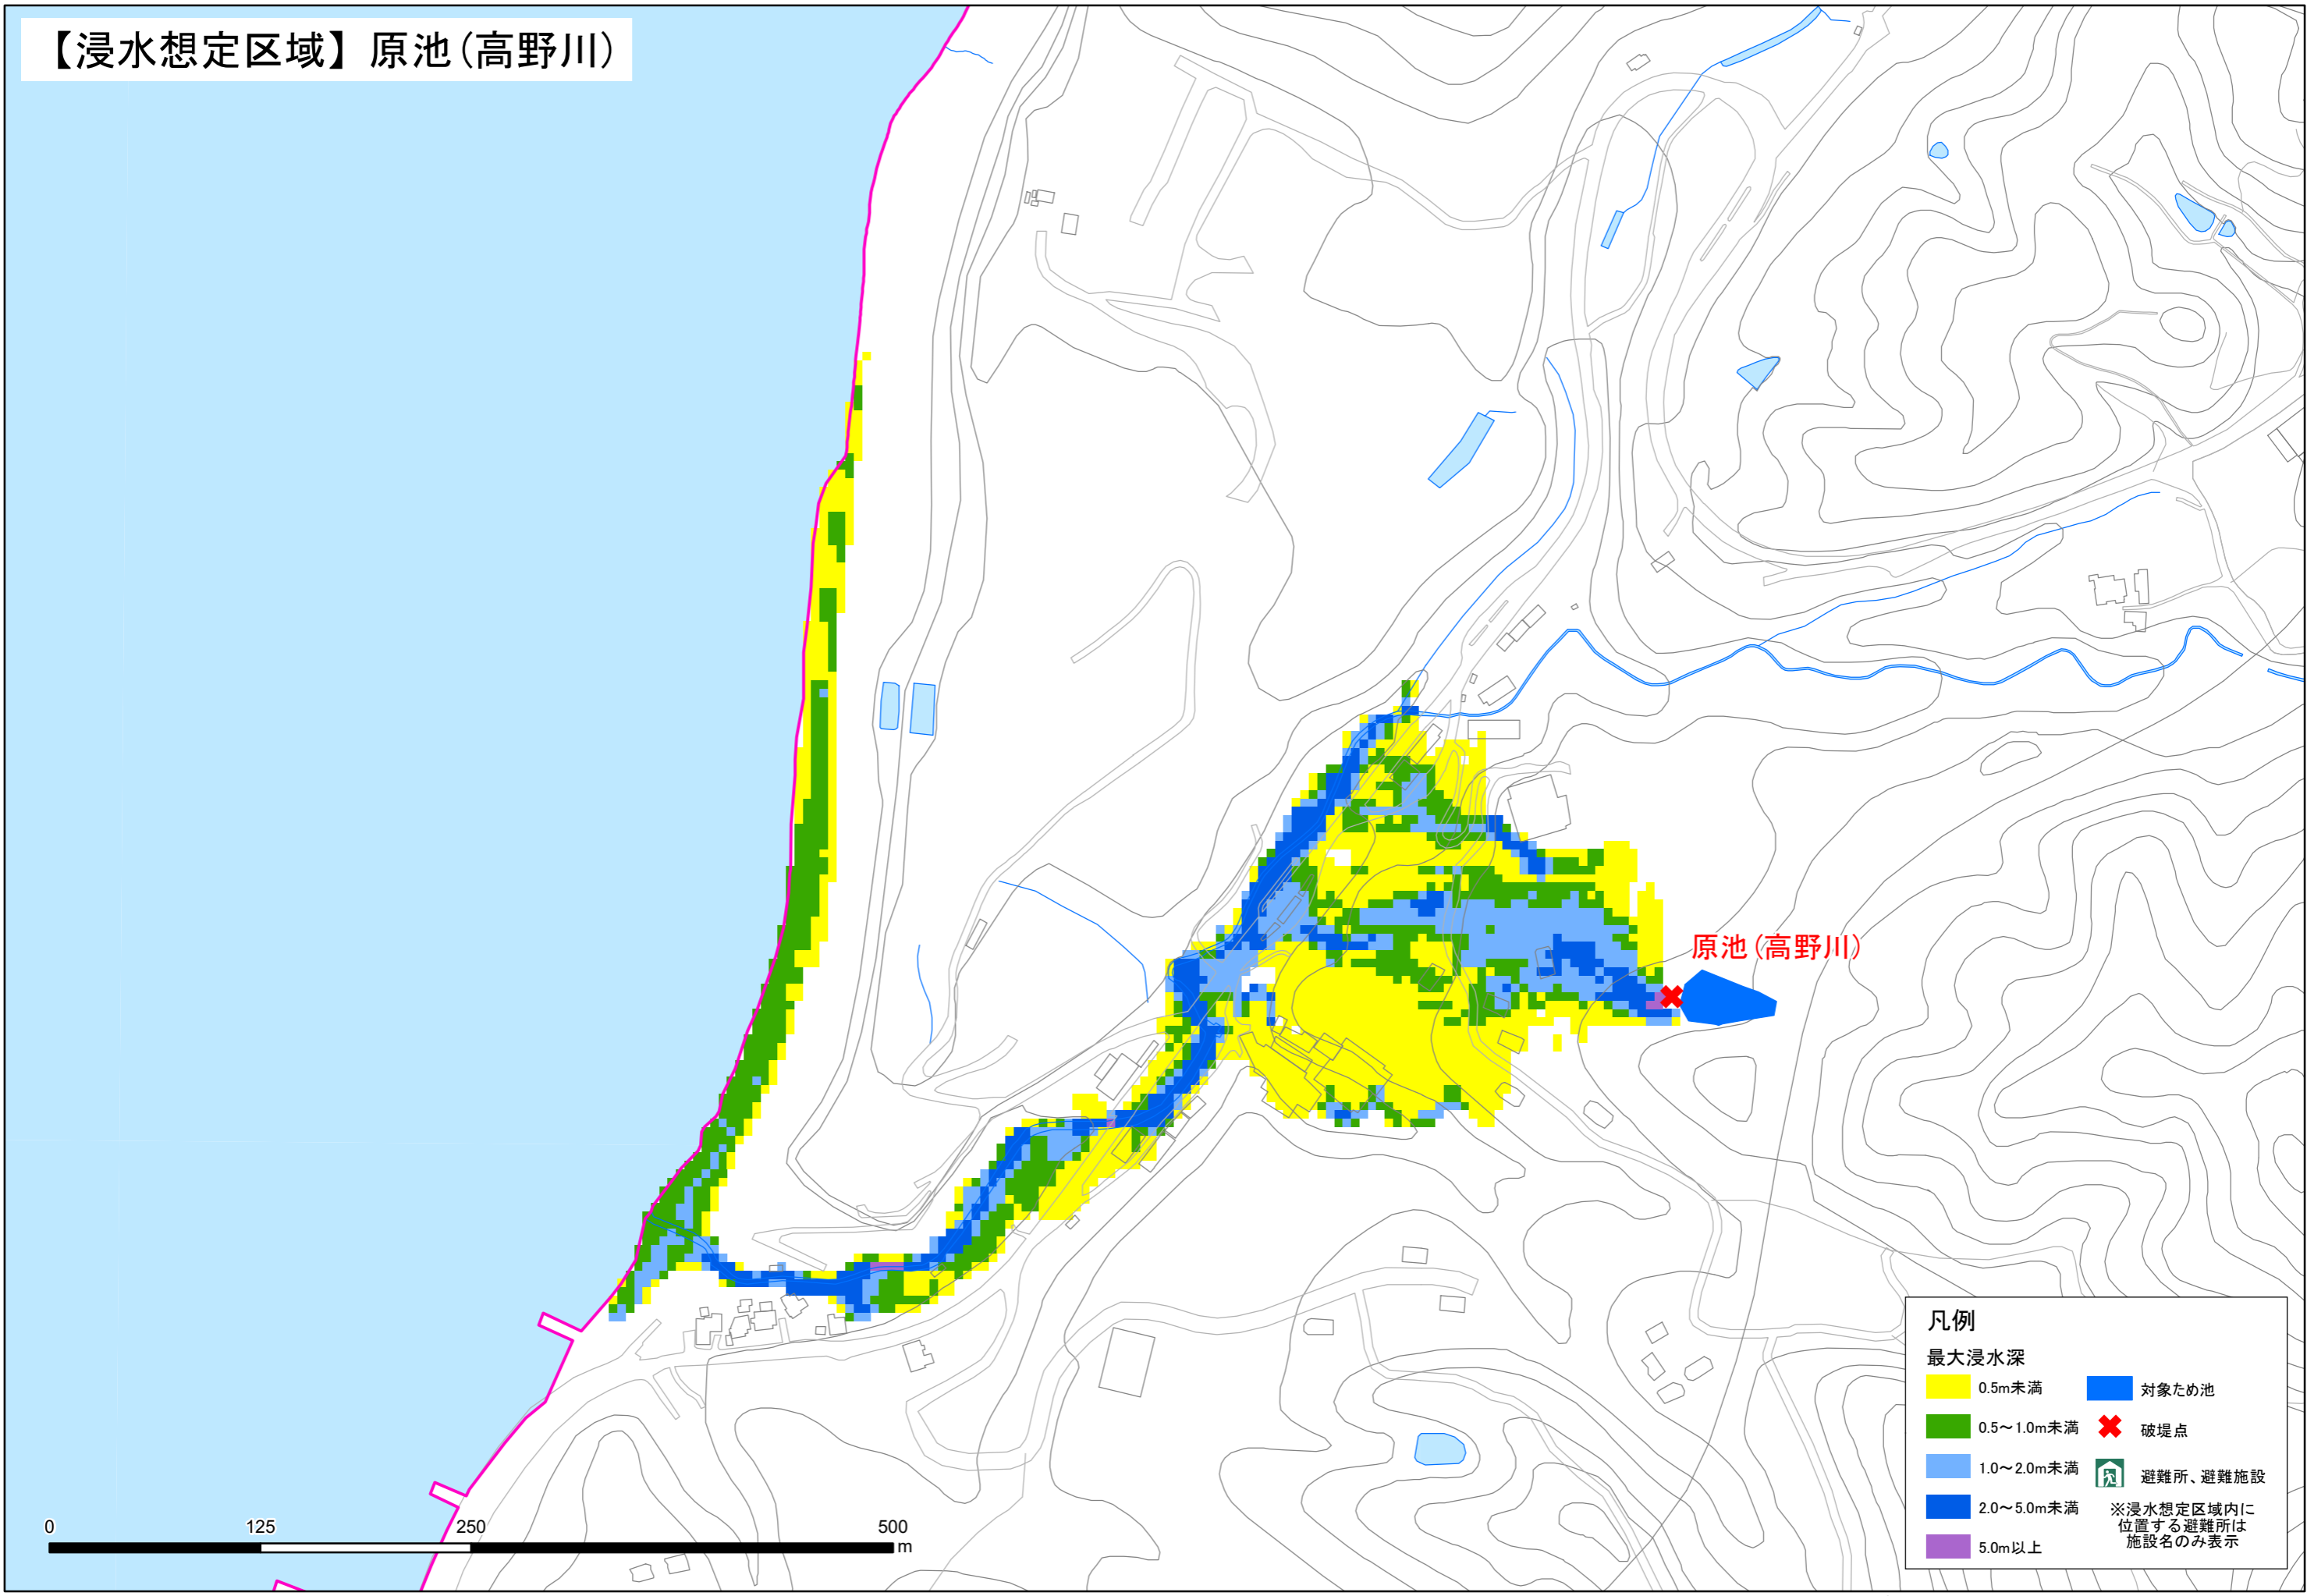 【浸水想定区域】原池(高野川)
原池(高野川)
凡例
最大浸水深
0.5m未満
0.5～1.0m未満
1.0～2.0m未満
2.0～5.0m未満
5.0m以上
対象ため池
破堤点
避難所、避難施設
※浸水想定区域内に
位置する避難所は
施設名のみ表示
0 125 250 500
m